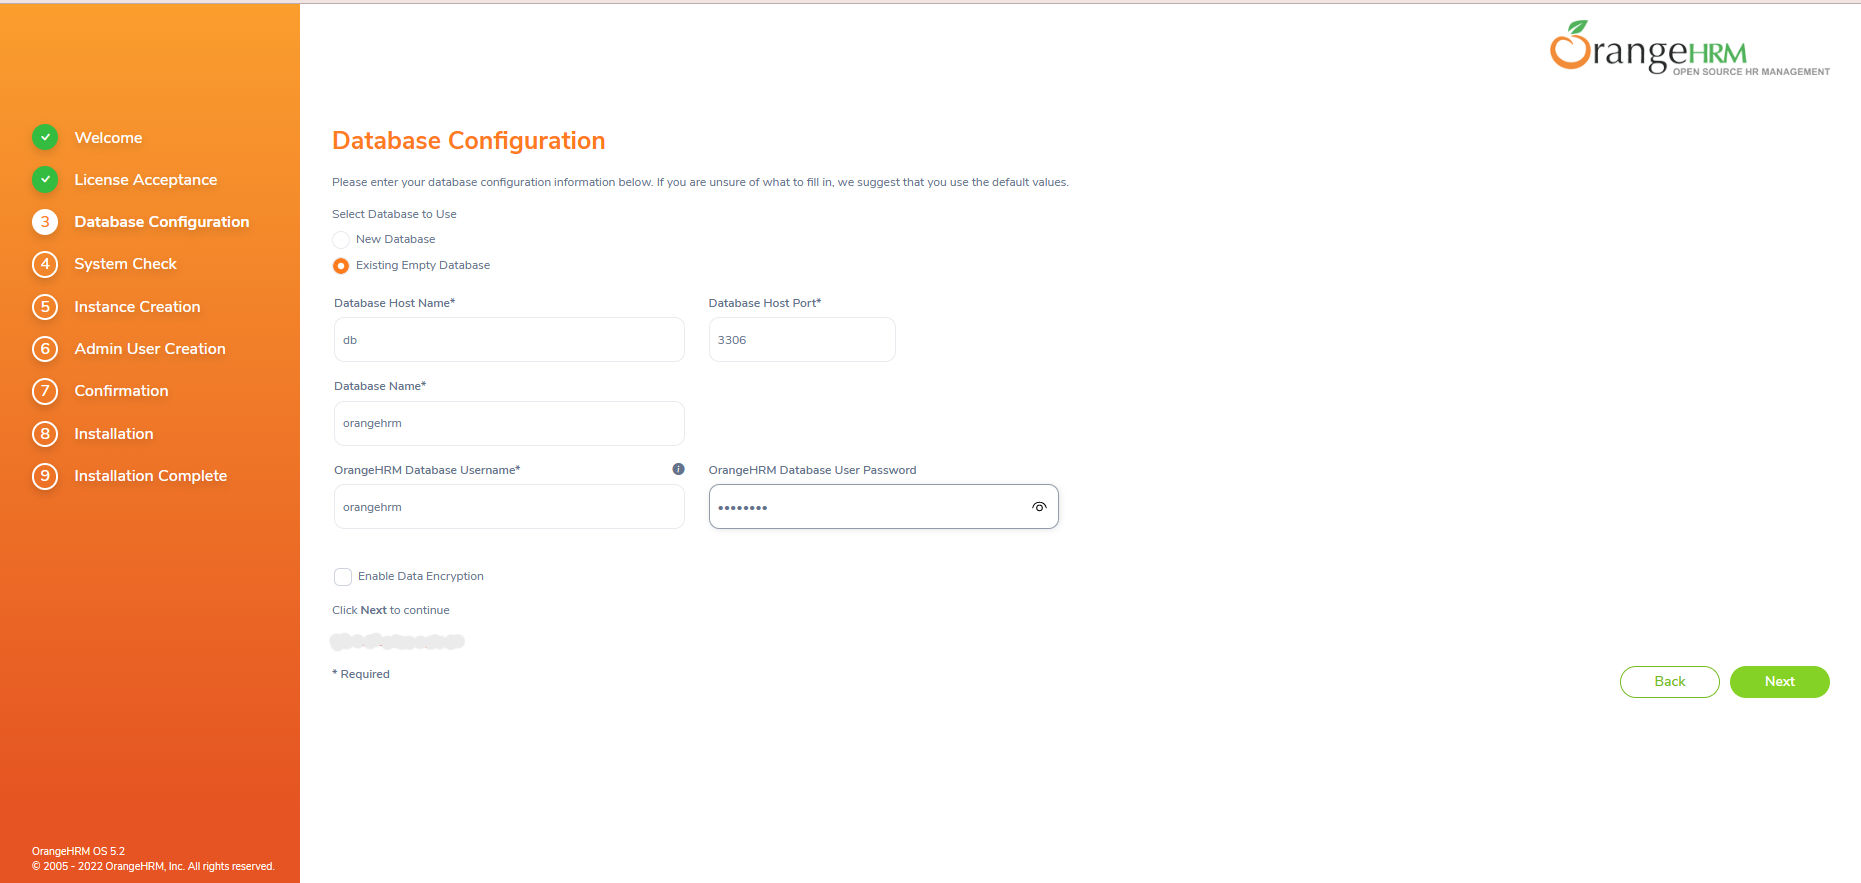 OrangeHRM
OPEN SOURCE HR MANAGEMENT
Welcome
License Acceptance
3 Database Configuration
4 System Check
5 Instance Creation
6 Admin User Creation
7 Confirmation
8 Installation
9 Installation Complete
OrangeHRM OS 5.2
© 2005 - 2022 OrangeHRM, Inc. All rights reserved.
Database Configuration
Please enter your database configuration information below. If you are unsure of what to fill in, we suggest that you use the default values.
Select Database to Use
New Database
Existing Empty Database
Database Host Name* Database Host Port*
db 3306
Database Name*
orangehrm
OrangeHRM Database Username* i OrangeHRM Database User Password
orangehrm ••••••••
Enable Data Encryption
Click Next to continue
* Required
Back Next